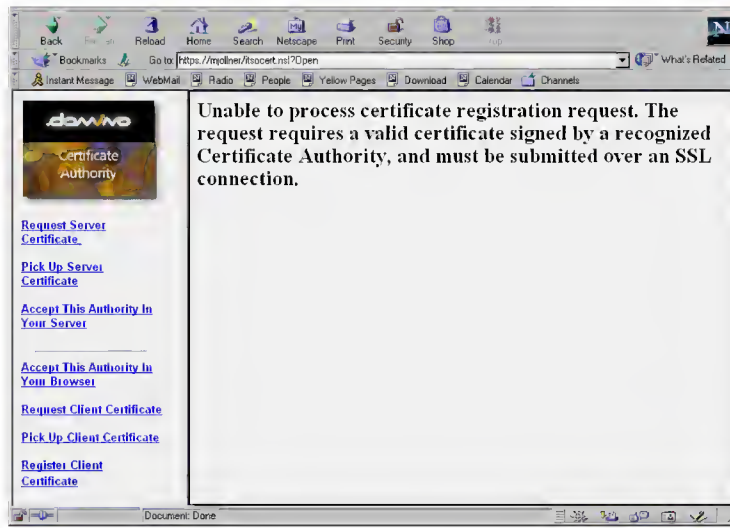 Back Reload Home Search Netscape Print Security Shop
Bookmarks Go to: https://mjollner/itsocert.nsf?Open What's Related
Instant Message WebMail Radio People Yellow Pages Download Calendar Channels
domino
Certificate
Authority
Request Server
Certificate
Pick Up Server
Certificate
Accept This Authority In
Your Server
Accept This Authority In
Your Browser
Request Client Certificate
Pick Up Client Certificate
Register Client
Certificate
Unable to process certificate registration request. The
request requires a valid certificate signed by a recognized
Certificate Authority, and must be submitted over an SSL
connection.
Document: Done